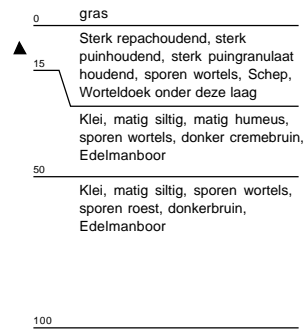 0
gras
Sterk repachoudend, sterk
puinhoudend, sterk puingranulaat
houdend, sporen wortels, Schep,
Worteldoek onder deze laag
15
Klei, matig siltig, matig humeus,
sporen wortels, donker cremebruin,
Edelmanboor
50
Klei, matig siltig, sporen wortels,
sporen roest, donkerbruin,
Edelmanboor
100